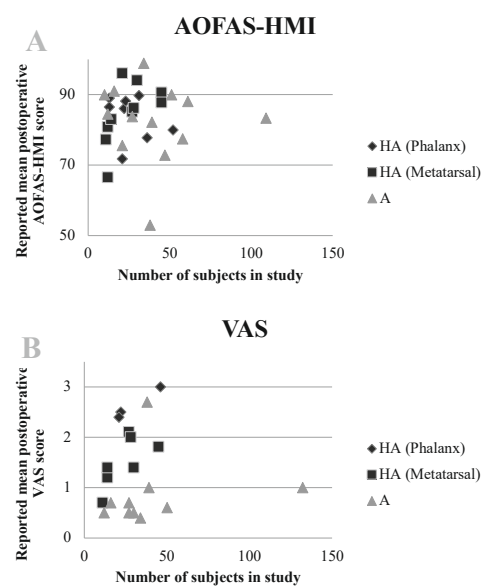 A
AOFAS-HMI
Reported mean postoperative
AOFAS-HMI score
90
70
50
0
50
100
150
Number of subjects in study
HA (Phalanx)
HA (Metatarsal)
A
B
VAS
Reported mean postoperative
VAS score
3
2
1
0
0
50
100
150
Number of subjects in study
HA (Phalanx)
HA (Metatarsal)
A